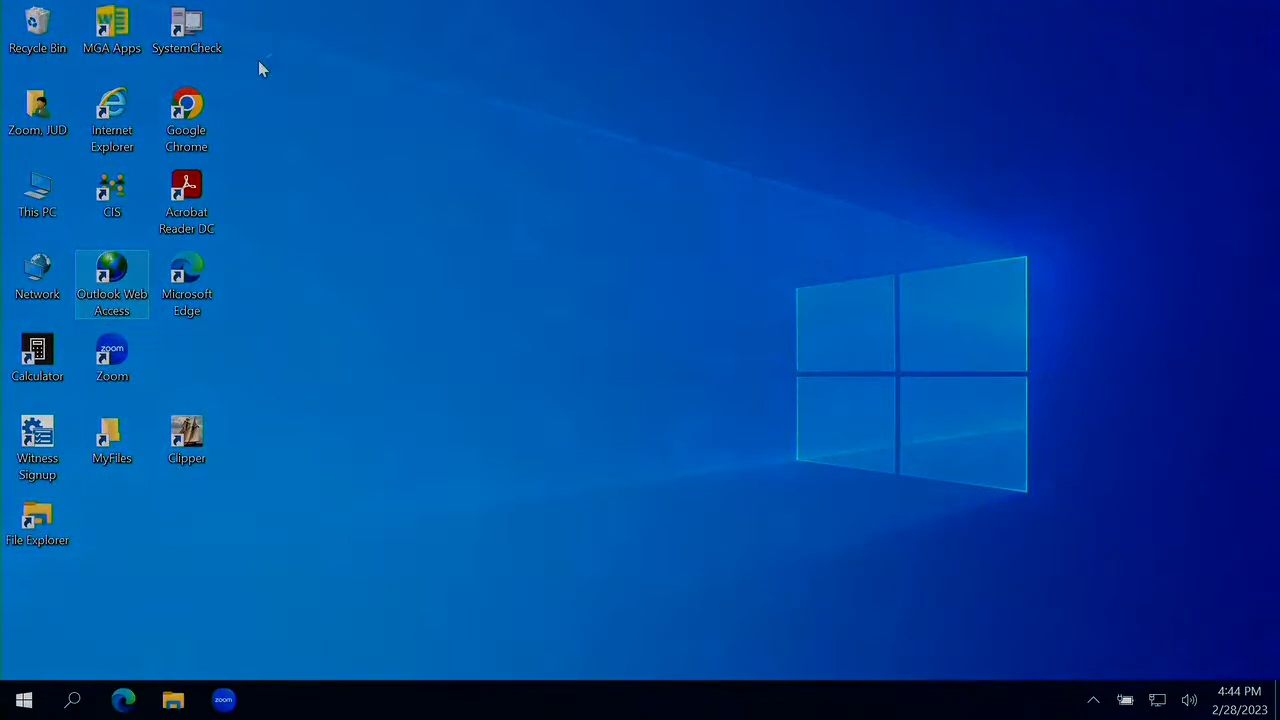 Recycle Bin
MGA Apps
SystemCheck
Zoom, JUD
Internet
Explorer
Google
Chrome
This PC
CIS
Acrobat
Reader DC
Network
Outlook Web
Access
Microsoft
Edge
Calculator
zoom
Zoom
Witness
Signup
MyFiles
Clipper
File Explorer
zoom
4:44 PM
2/28/2023